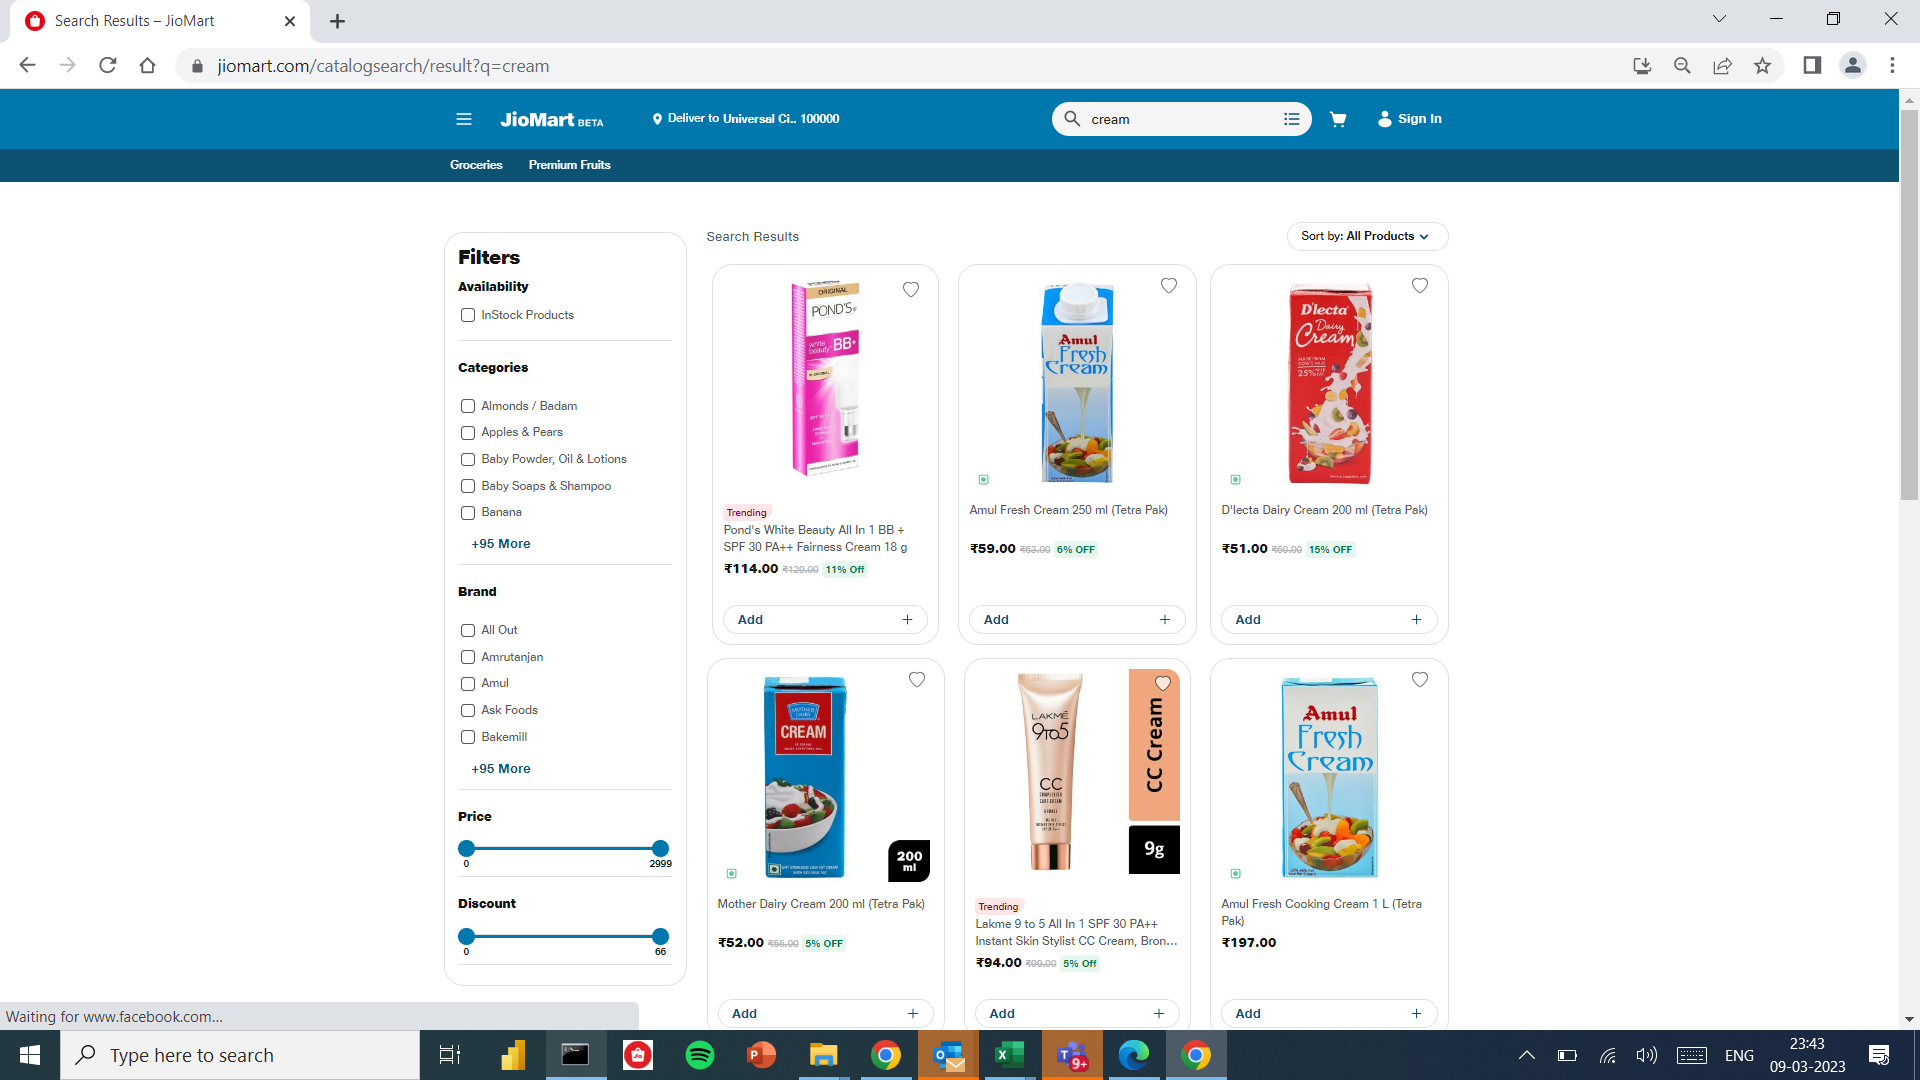 Search Results – JioMart
jiomart.com/catalogsearch/result?q=cream
JioMart BETA
Deliver to Universal Ci.. 100000
cream
Sign In
Groceries
Premium Fruits
Filters
Availability
InStock Products
Categories
Almonds / Badam
Apples & Pears
Baby Powder, Oil & Lotions
Baby Soaps & Shampoo
Banana
+95 More
Brand
All Out
Amrutanjan
Amul
Ask Foods
Bakemill
+95 More
Price
0
2999
Discount
0
66
Search Results
Sort by: All Products
ORIGINAL
POND'S
white beauty BB+
Trending
Pond's White Beauty All In 1 BB +
SPF 30 PA++ Fairness Cream 18 g
₹114.00 ₹129.00 11% Off
Add
Amul
Fresh
Cream
Amul Fresh Cream 250 ml (Tetra Pak)
₹59.00 ₹63.00 6% OFF
Add
D'lecta
Dairy
Cream
25%
D'lecta Dairy Cream 200 ml (Tetra Pak)
₹51.00 ₹60.00 15% OFF
Add
CREAM
200
ml
Mother Dairy Cream 200 ml (Tetra Pak)
₹52.00 ₹55.00 5% OFF
Add
LAKMÉ
9TO5
CC
CC Cream
9g
Trending
Lakme 9 to 5 All In 1 SPF 30 PA++
Instant Skin Stylist CC Cream, Bron...
₹94.00 ₹99.00 5% Off
Add
Amul
Fresh
Cream
Amul Fresh Cooking Cream 1 L (Tetra
Pak)
₹197.00
Add
Waiting for www.facebook.com...
Type here to search
9+
ENG
23:43
09-03-2023